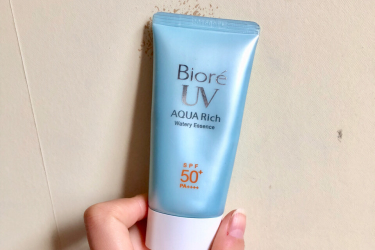 Bioré
UV
AQUA Rich
Watery Essence
SPF
50+
PA++++